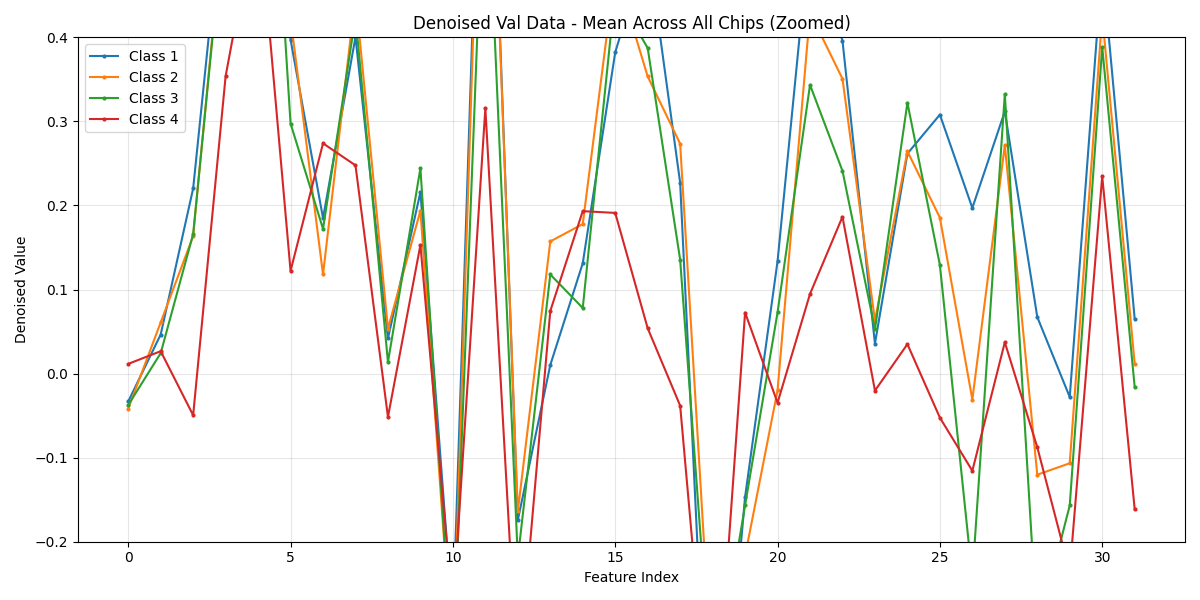 Denoised Val Data - Mean Across All Chips (Zoomed)
Class 1
Class 2
Class 3
Class 4
Denoised Value
0.4
0.3
0.2
0.1
0.0
−0.1
−0.2
0
5
10
15
20
25
30
Feature Index